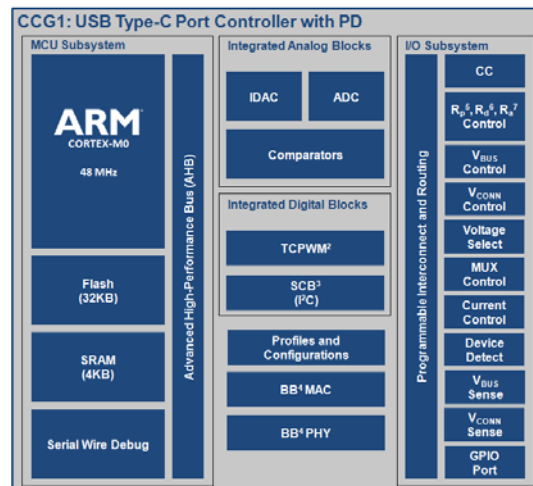 CCG1: USB Type-C Port Controller with PD
MCU Subsystem
ARM®
CORTEX-M0
48 MHz
Flash
(32KB)
SRAM
(4KB)
Serial Wire Debug
Advanced High-Performance Bus (AHB)
Integrated Analog Blocks
IDAC
ADC
Comparators
Integrated Digital Blocks
TCPWM²
SCB³
(I²C)
Profiles and
Configurations
BB⁴ MAC
BB⁴ PHY
I/O Subsystem
Programmable Interconnect and Routing
CC
Rp⁵, Rd⁶, Ra⁷
Control
VBUS
Control
VCONN
Control
Voltage
Select
MUX
Control
Current
Control
Device
Detect
VBUS
Sense
VCONN
Sense
GPIO
Port